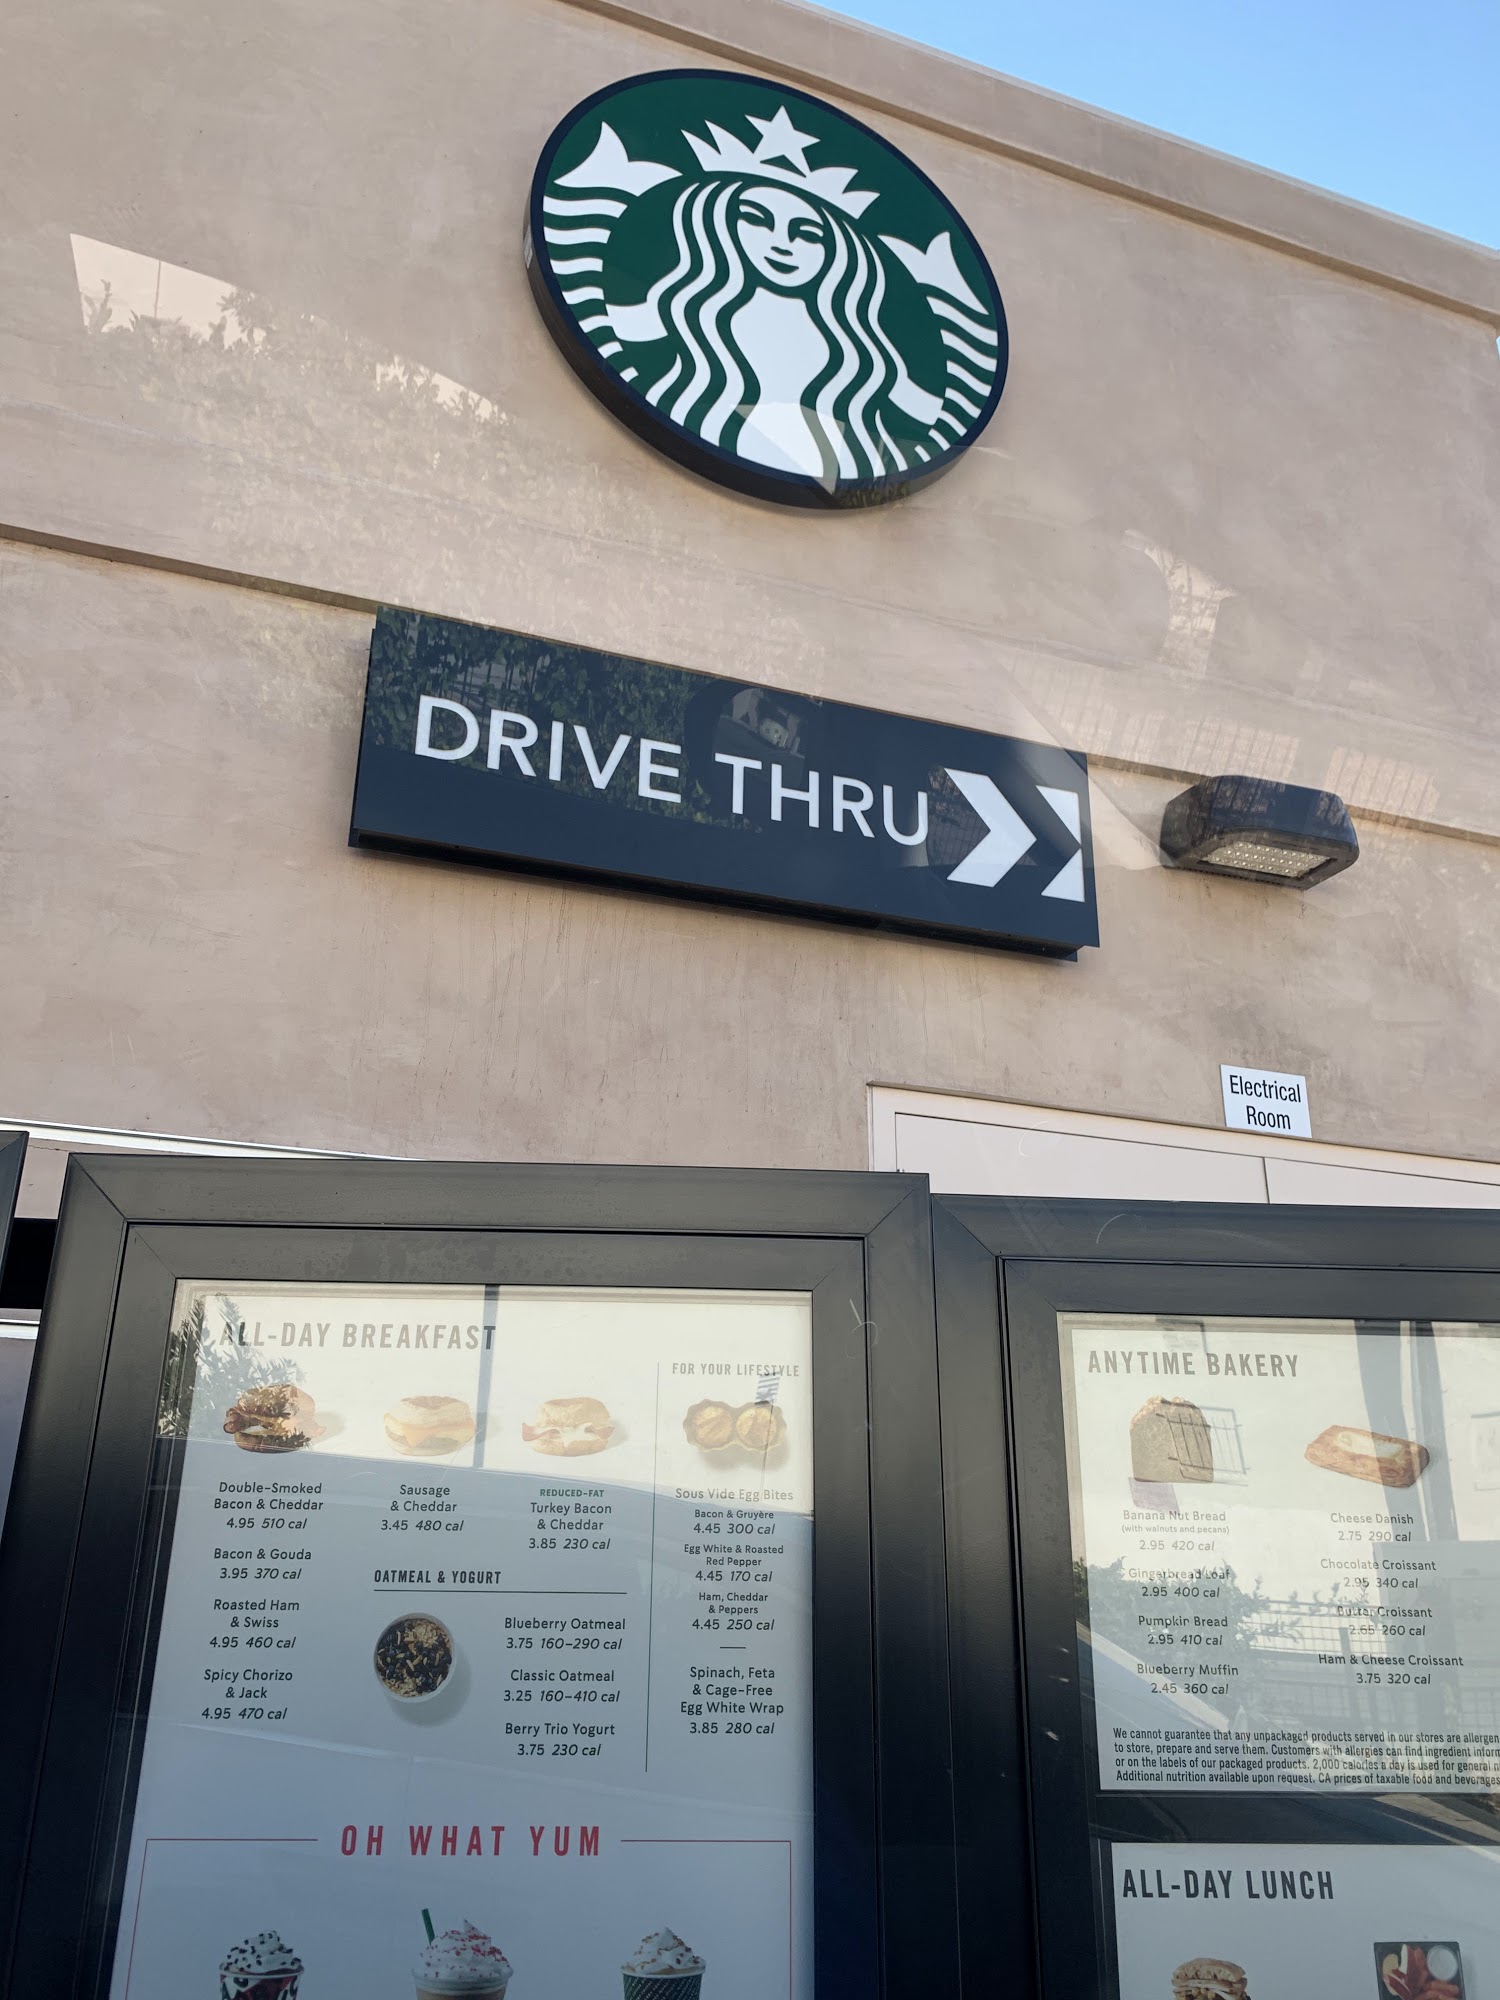 DRIVE THRU
Electrical
Room
ALL-DAY BREAKFAST
Double-Smoked
Bacon & Cheddar
4.95 510 cal
Bacon & Gouda
3.95 370 cal
Roasted Ham
& Swiss
4.95 460 cal
Spicy Chorizo
& Jack
4.95 470 cal
Sausage
& Cheddar
3.45 480 cal
REDUCED-FAT
Turkey Bacon
& Cheddar
3.85 230 cal
OATMEAL & YOGURT
Blueberry Oatmeal
3.75 160–290 cal
Classic Oatmeal
3.25 160–410 cal
Berry Trio Yogurt
3.75 230 cal
FOR YOUR LIFESTYLE
Sous Vide Egg Bites
Bacon & Gruyère
4.45 300 cal
Egg White & Roasted
Red Pepper
4.45 170 cal
Ham, Cheddar
& Peppers
4.45 250 cal
Spinach, Feta
& Cage-Free
Egg White Wrap
3.85 280 cal
OH WHAT YUM
ANYTIME BAKERY
Banana Nut Bread
(with walnuts and pecans)
2.95 420 cal
Gingerbread Loaf
2.95 400 cal
Pumpkin Bread
2.95 410 cal
Blueberry Muffin
2.45 360 cal
Cheese Danish
2.75 290 cal
Chocolate Croissant
2.95 340 cal
Butter Croissant
2.65 260 cal
Ham & Cheese Croissant
3.75 320 cal
We cannot guarantee that any unpackaged products served in our stores are allergen
to store, prepare and serve them. Customers with allergies can find ingredient inform
or on the labels of our packaged products. 2,000 calories a day is used for general n
Additional nutrition available upon request. CA prices of taxable food and beverages
ALL-DAY LUNCH